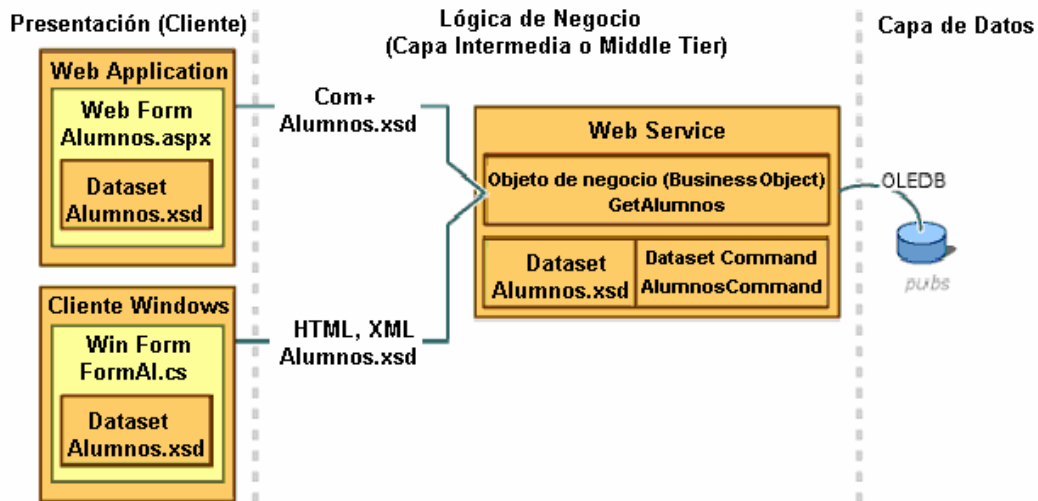 Presentación (Cliente)
Lógica de Negocio
(Capa Intermedia o Middle Tier)
Capa de Datos
Web Application
Web Form
Alumnos.aspx
Dataset
Alumnos.xsd
Com+
Alumnos.xsd
Web Service
Objeto de negocio (BusinessObject)
GetAlumnos
Dataset
Alumnos.xsd
Dataset Command
AlumnosCommand
OLEDB
pubs
Cliente Windows
Win Form
FormAl.cs
Dataset
Alumnos.xsd
HTML, XML
Alumnos.xsd